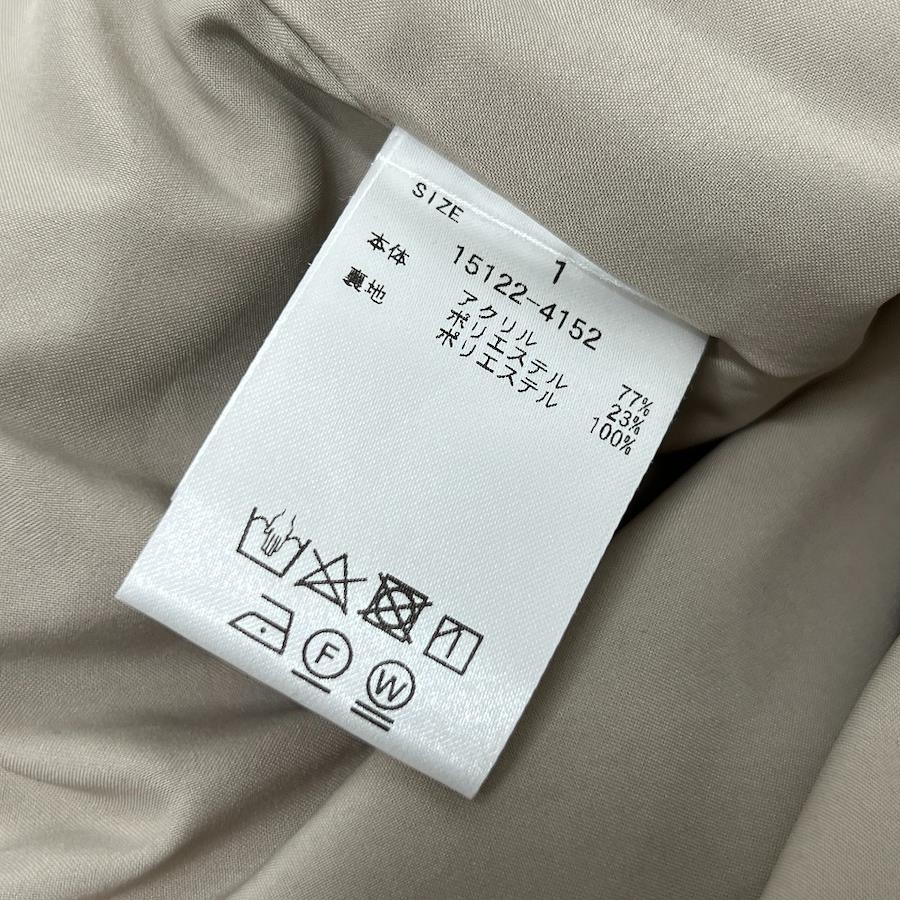 SIZE 1
15122-4152
本体 アクリル 77%
ポリエステル 23%
裏地 ポリエステル 100%
F
W